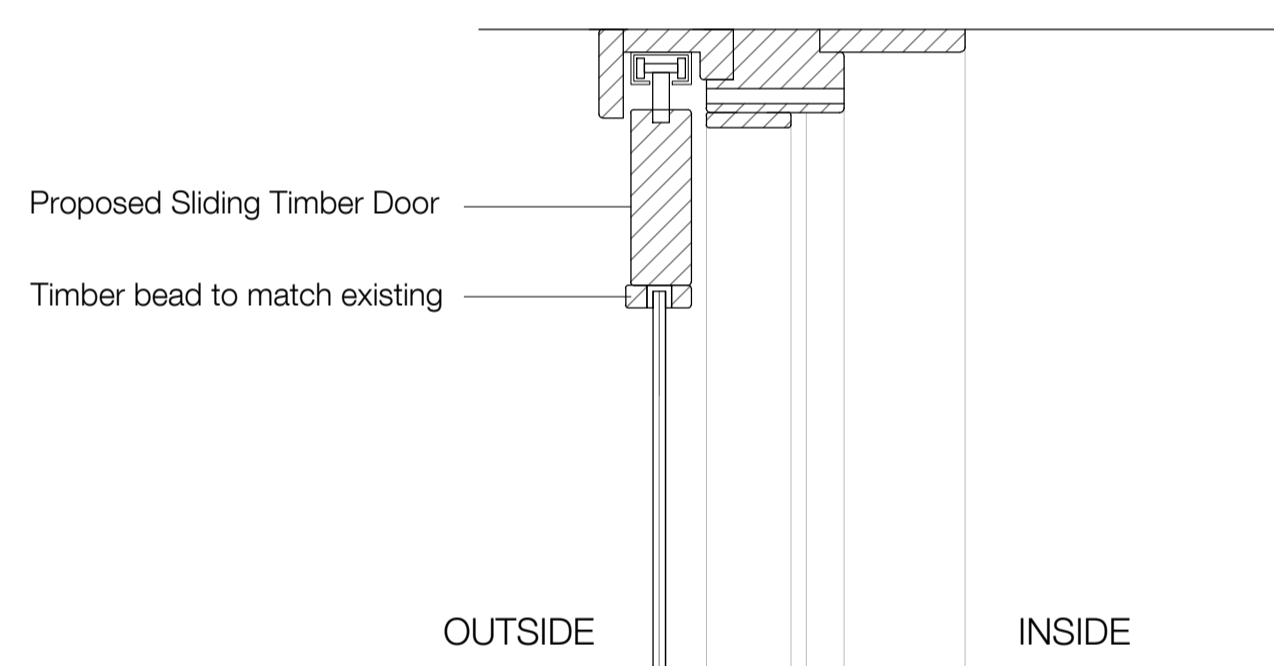 Proposed Sliding Timber Door
Timber bead to match existing
OUTSIDE
INSIDE